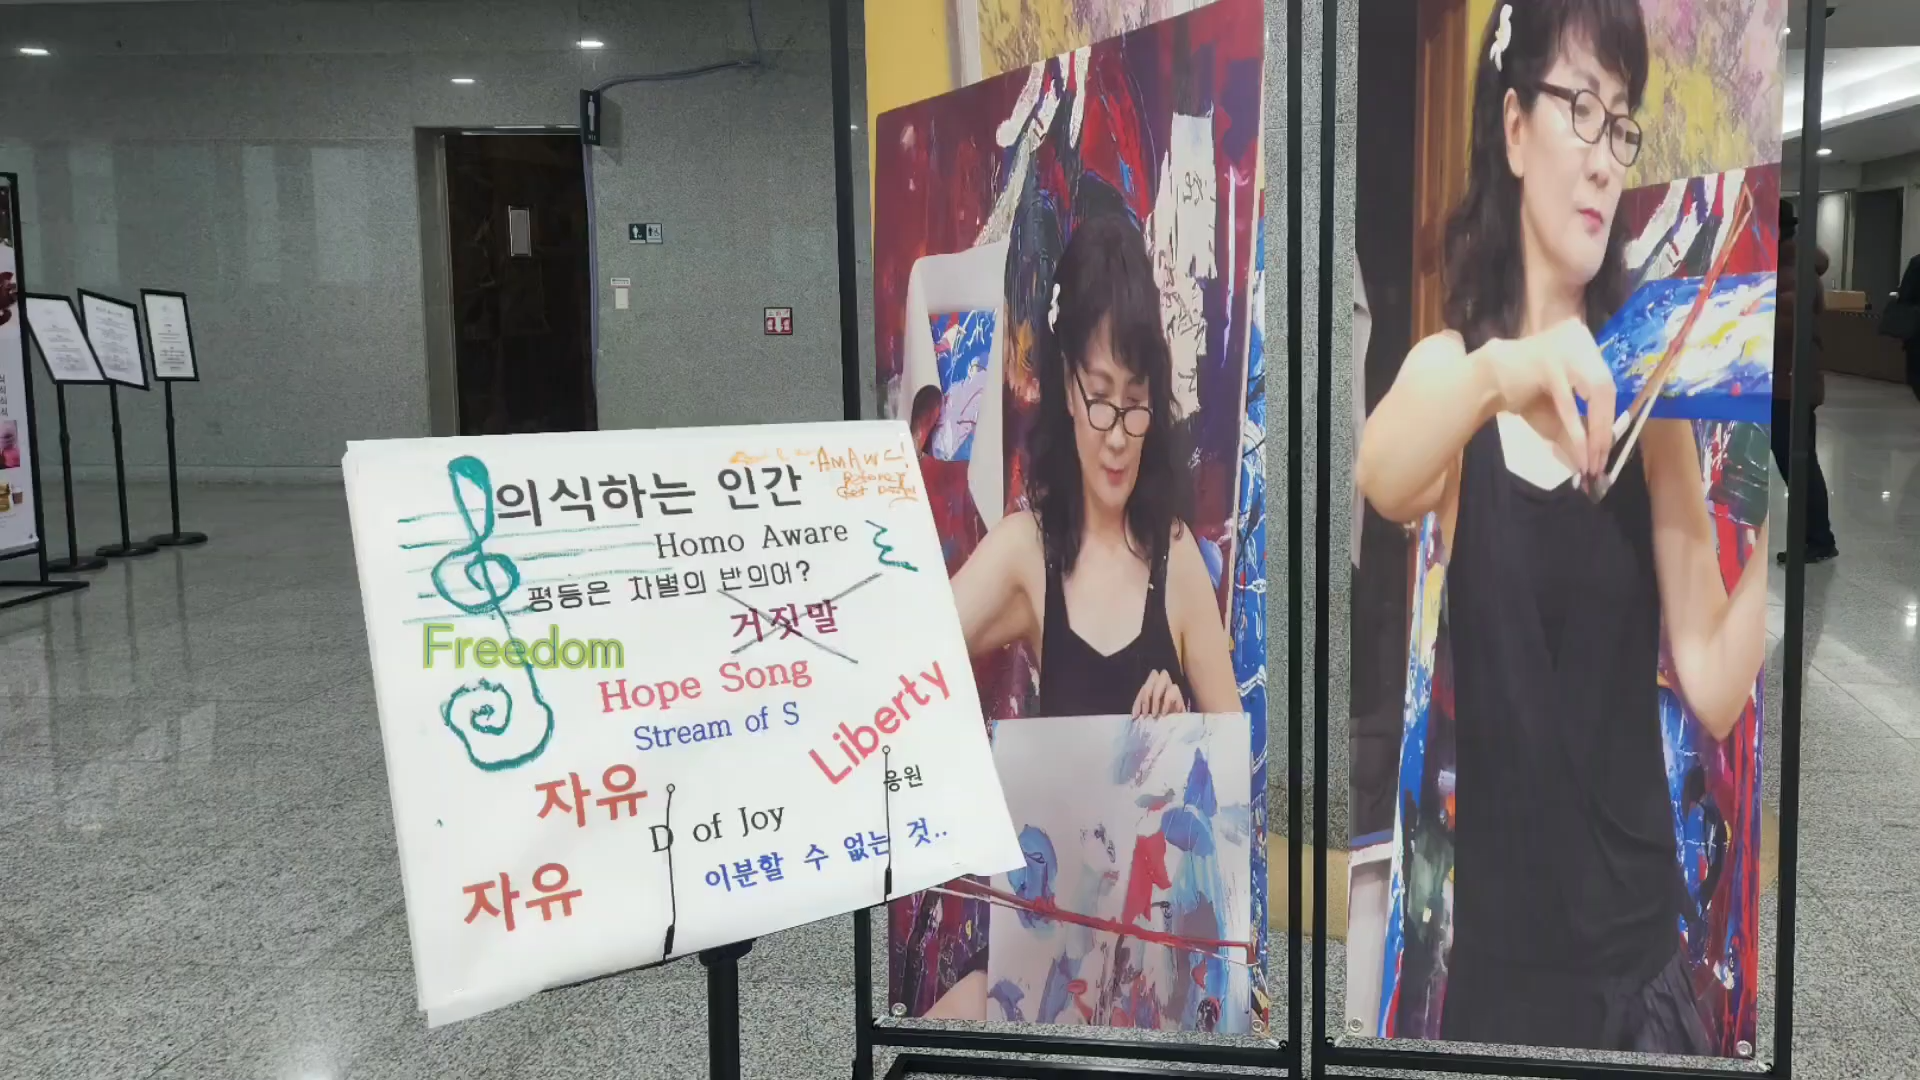 의식하는 인간
AMAWC
Homo Aware
평등은 차별의 반의어?
거짓말
Freedom
Hope Song
Stream of S
Liberty
자유
응원
D of Joy
이분할 수 없는 것..
자유